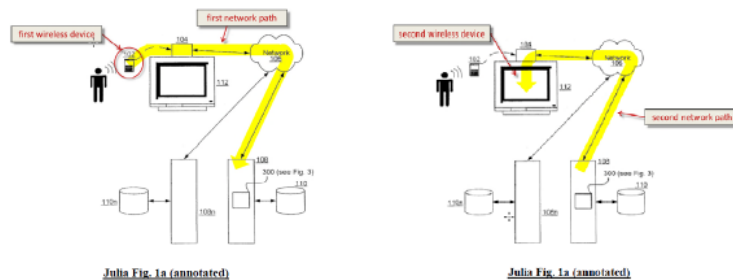 first network path
first wireless device
102
104
Network
106
112
108
300 (see Fig. 3)
110
110n
108n
Julia Fig. 1a (annotated)
second wireless device
104
102
Network
106
112
second network path
108
300 (see Fig. 3)
110
110n
108n
Julia Fig. 1a (annotated)